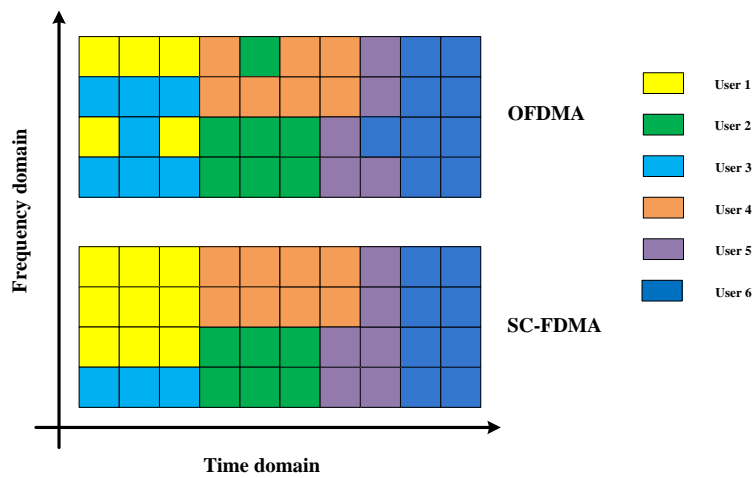 Frequency domain
OFDMA
User 1
User 2
User 3
User 4
User 5
User 6
SC-FDMA
Time domain